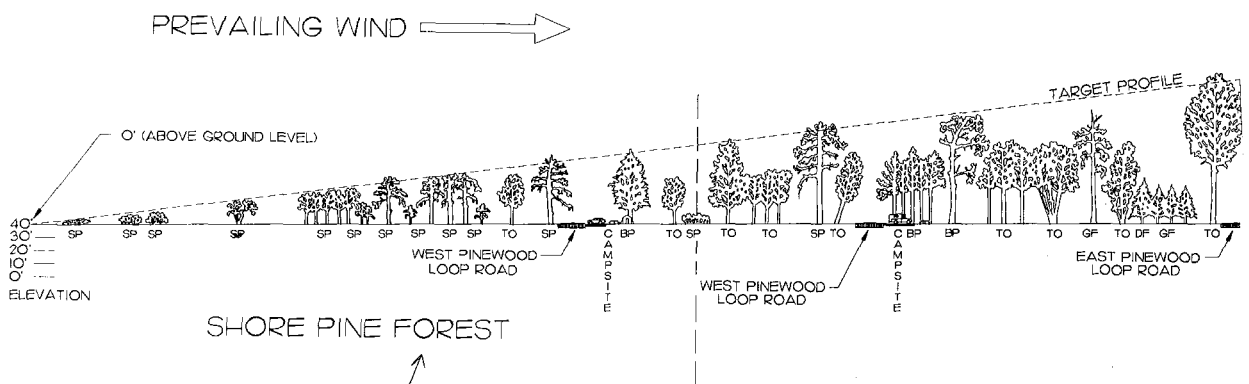 PREVAILING WIND
TARGET PROFILE
0' (ABOVE GROUND LEVEL)
40'
30'
20'
10'
0'
ELEVATION
SP SP SP SP SP SP SP SP SP SP TO SP CAMPSITE BP TO SP TO TO SP TO CAMPSITE BP BP TO TO GF TO DF GF TO
WEST PINEWOOD
LOOP ROAD
WEST PINEWOOD
LOOP ROAD
EAST PINEWOOD
LOOP ROAD
SHORE PINE FOREST